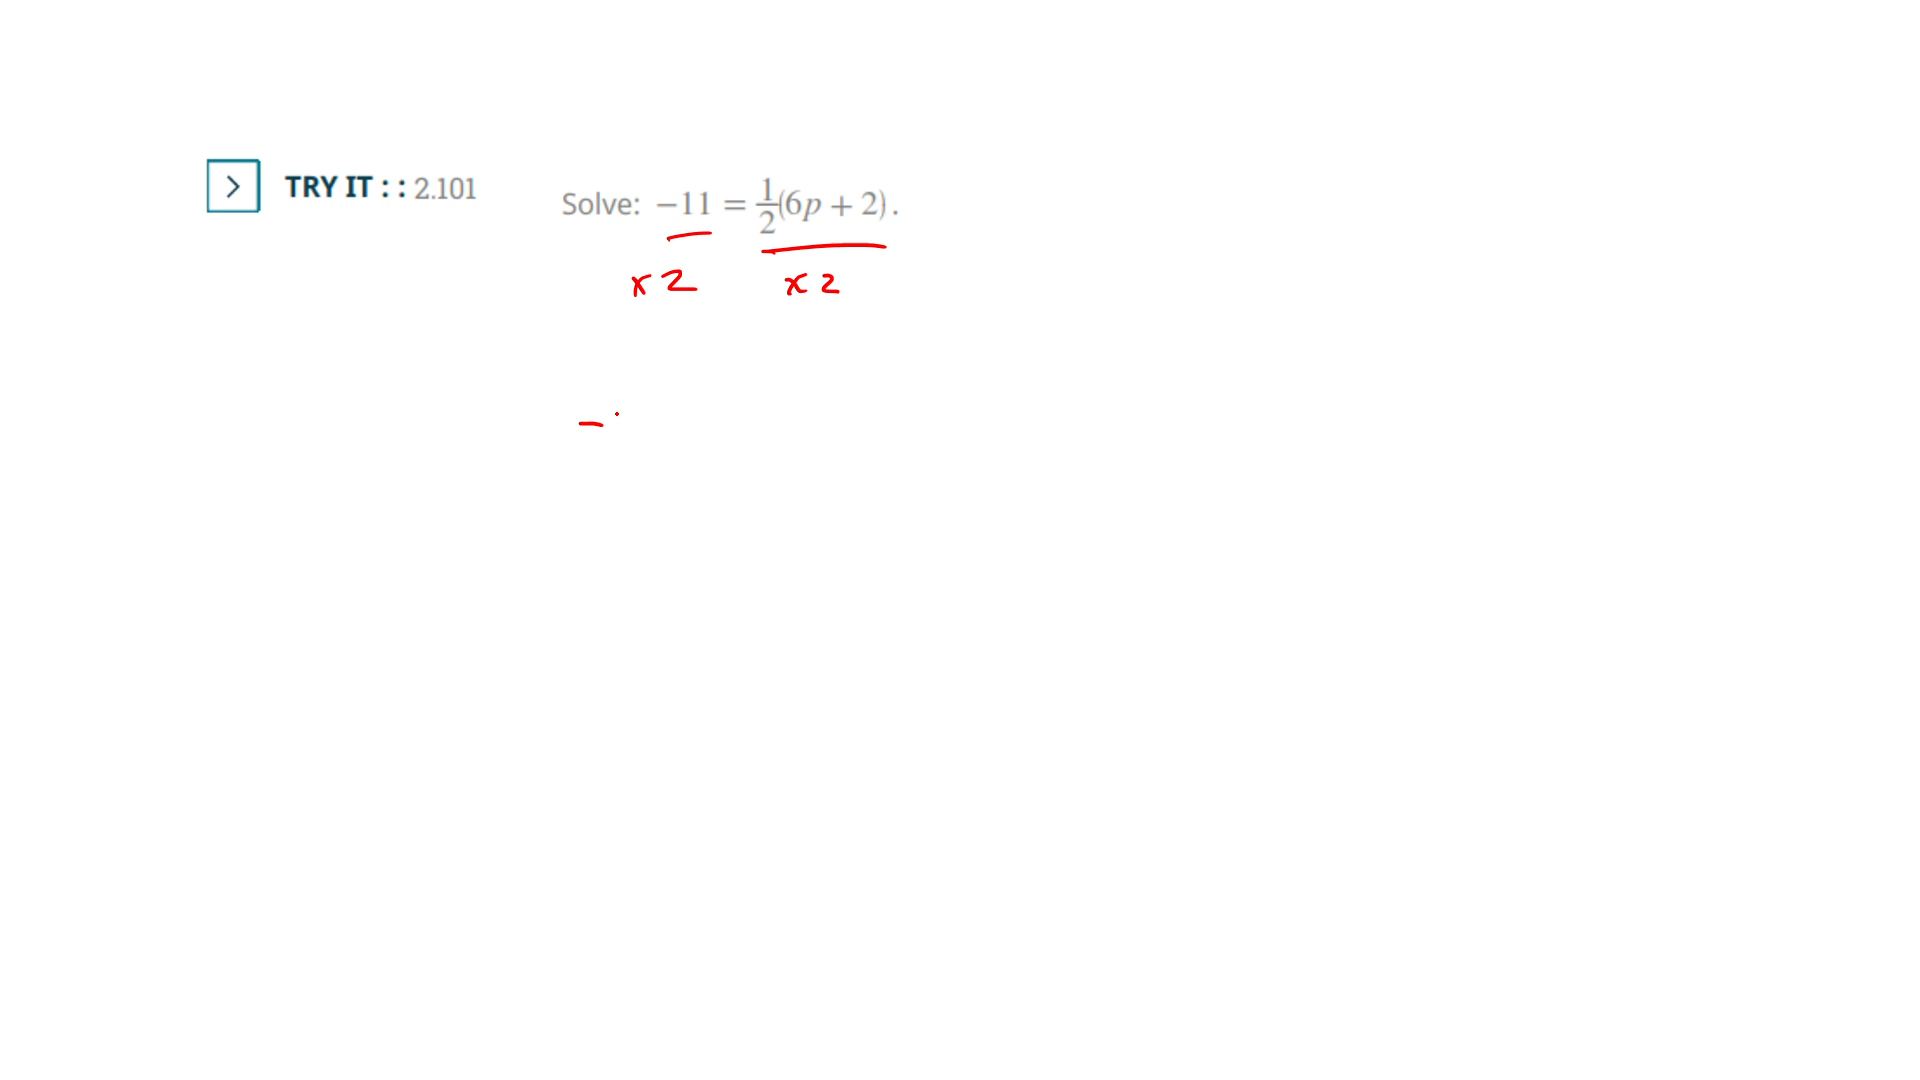 > TRY IT : : 2.101 Solve: −11 = 1/2(6p + 2).
x 2 x 2
−